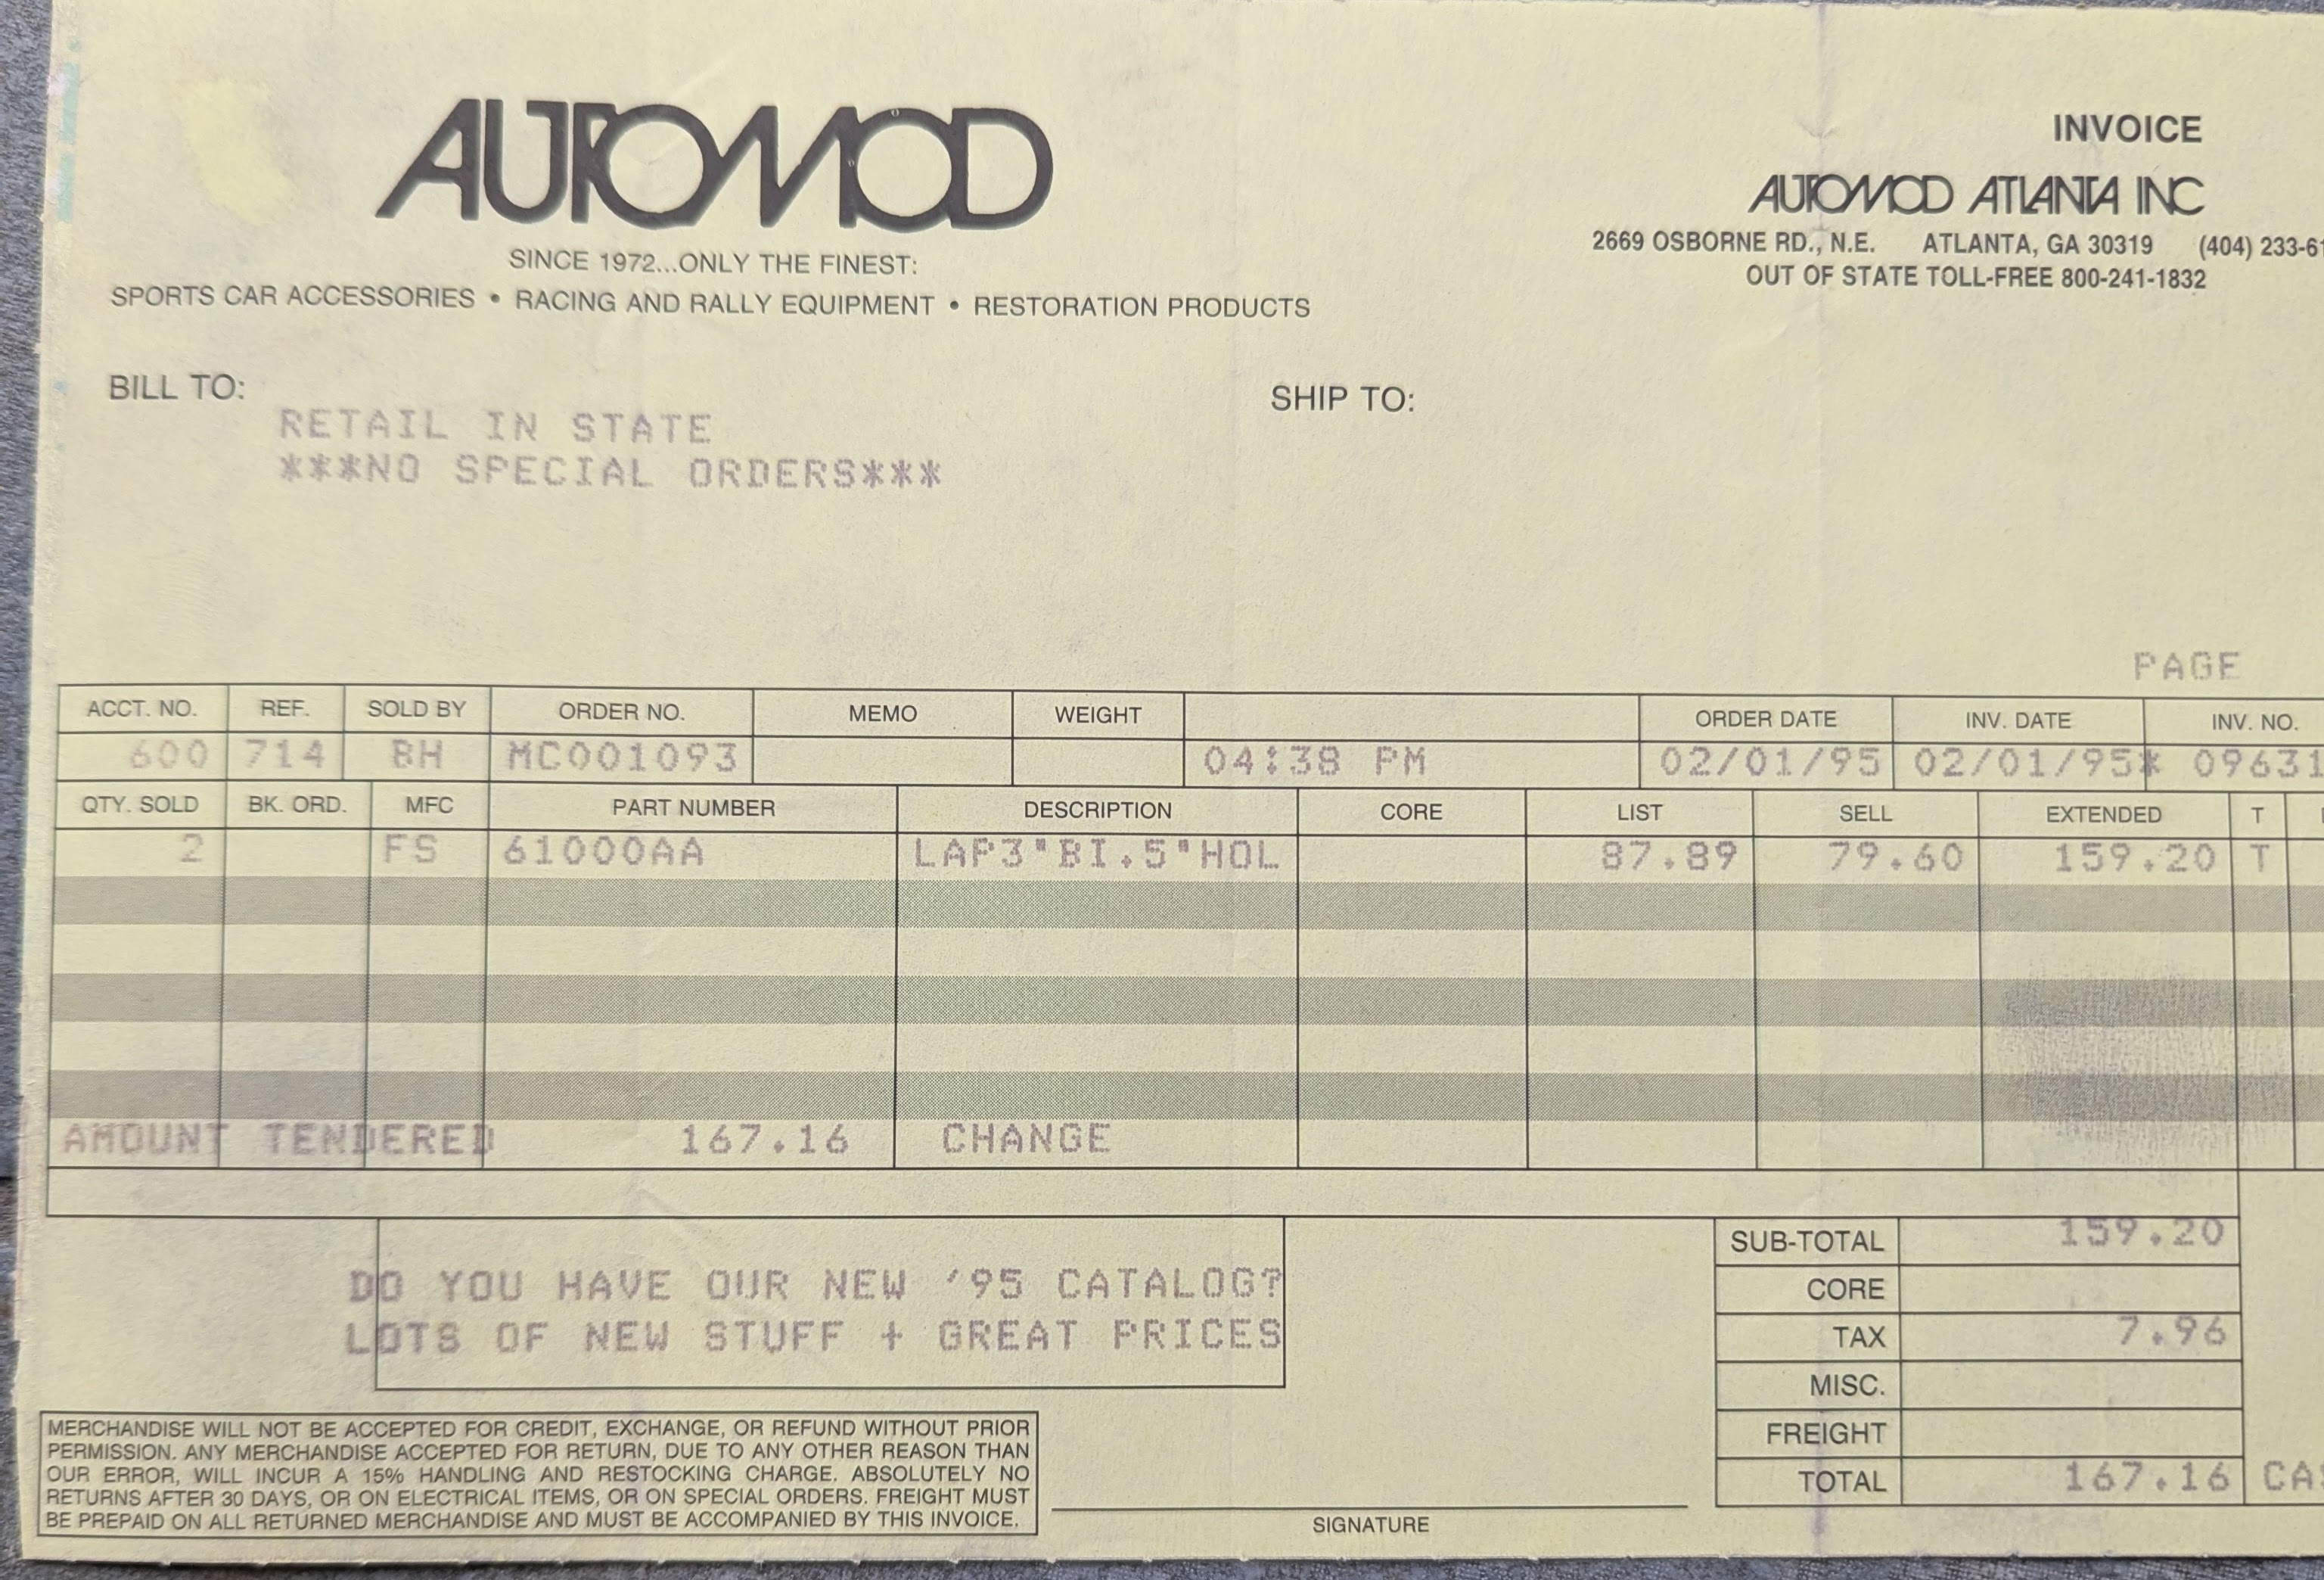 AUTOMOD
SINCE 1972...ONLY THE FINEST:
SPORTS CAR ACCESSORIES • RACING AND RALLY EQUIPMENT • RESTORATION PRODUCTS
INVOICE
AUTOMOD ATLANTA INC
2669 OSBORNE RD., N.E. ATLANTA, GA 30319 (404) 233-61
OUT OF STATE TOLL-FREE 800-241-1832
BILL TO:
RETAIL IN STATE
***NO SPECIAL ORDERS***
SHIP TO:
PAGE
ACCT. NO. REF. SOLD BY ORDER NO. MEMO WEIGHT ORDER DATE INV. DATE INV. NO.
600 714 BH MC001093 04:38 PM 02/01/95 02/01/95* 09631
QTY. SOLD BK. ORD. MFC PART NUMBER DESCRIPTION CORE LIST SELL EXTENDED T
2 FS 61000AA LAP3"BI.5"HOL 87.89 79.60 159.20 T
AMOUNT TENDERED 167.16 CHANGE
DO YOU HAVE OUR NEW '95 CATALOG?
LOTS OF NEW STUFF + GREAT PRICES
SUB-TOTAL 159.20
CORE
TAX 7.96
MISC.
FREIGHT
TOTAL 167.16
MERCHANDISE WILL NOT BE ACCEPTED FOR CREDIT, EXCHANGE, OR REFUND WITHOUT PRIOR
PERMISSION. ANY MERCHANDISE ACCEPTED FOR RETURN, DUE TO ANY OTHER REASON THAN
OUR ERROR, WILL INCUR A 15% HANDLING AND RESTOCKING CHARGE. ABSOLUTELY NO
RETURNS AFTER 30 DAYS, OR ON ELECTRICAL ITEMS, OR ON SPECIAL ORDERS. FREIGHT MUST
BE PREPAID ON ALL RETURNED MERCHANDISE AND MUST BE ACCOMPANIED BY THIS INVOICE.
SIGNATURE